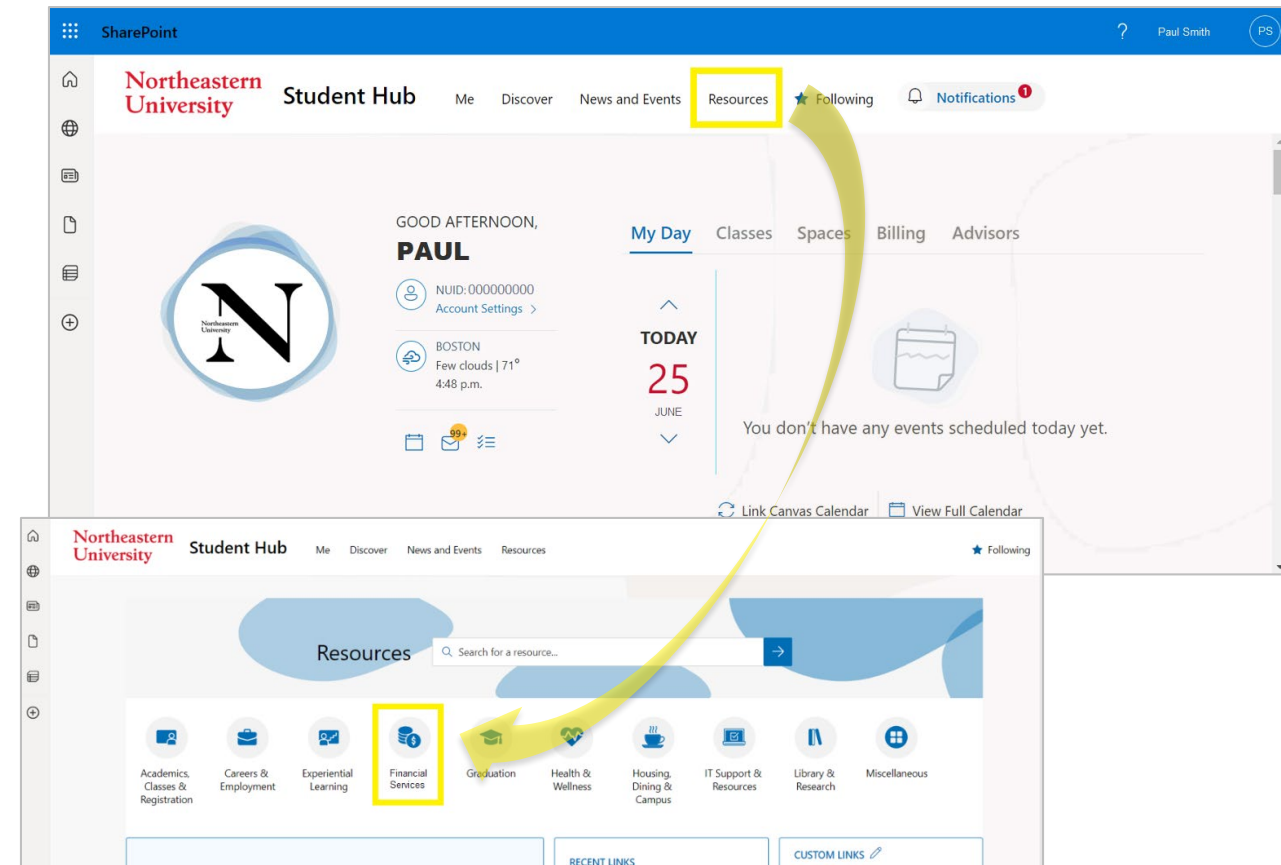 SharePoint
?
Paul Smith
PS
Northeastern
University
Student Hub
Me
Discover
News and Events
Resources
Following
Notifications
1
GOOD AFTERNOON,
PAUL
NUID: 000000000
Account Settings >
BOSTON
Few clouds | 71°
4:48 p.m.
99+
My Day
Classes
Spaces
Billing
Advisors
TODAY
25
JUNE
You don't have any events scheduled today yet.
Link Canvas Calendar
View Full Calendar
N
Northeastern
University
Northeastern
University
Student Hub
Me
Discover
News and Events
Resources
Following
Resources
Search for a resource...
Academics,
Classes &
Registration
Careers &
Employment
Experiential
Learning
Financial
Services
Graduation
Health &
Wellness
Housing,
Dining &
Campus
IT Support &
Resources
Library &
Research
Miscellaneous
RECENT LINKS
CUSTOM LINKS